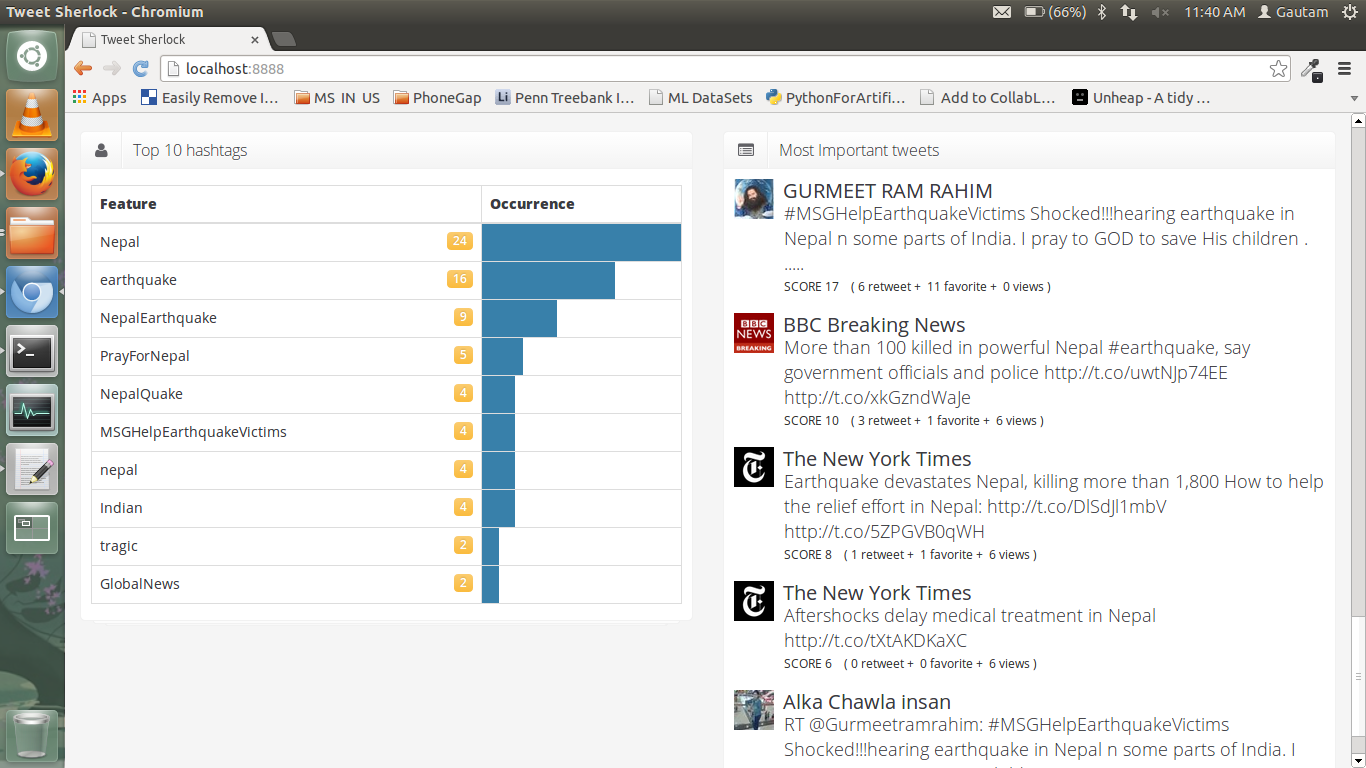 Tweet Sherlock - Chromium
(66%)
11:40 AM
Gautam
Tweet Sherlock
localhost:8888
Apps
Easily Remove I...
MS IN US
PhoneGap
Li
Penn Treebank I...
ML DataSets
PythonForArtifi...
Add to CollabL...
Unheap - A tidy ...
Top 10 hashtags
Feature Occurrence
Nepal 24
earthquake 16
NepalEarthquake 9
PrayForNepal 5
NepalQuake 4
MSGHelpEarthquakeVictims 4
nepal 4
Indian 4
tragic 2
GlobalNews 2
Most Important tweets
GURMEET RAM RAHIM
#MSGHelpEarthquakeVictims Shocked!!!hearing earthquake in
Nepal n some parts of India. I pray to GOD to save His children .
.....
SCORE 17 ( 6 retweet + 11 favorite + 0 views )
BBC
NEWS
BREAKING
BBC Breaking News
More than 100 killed in powerful Nepal #earthquake, say
government officials and police http://t.co/uwtNJp74EE
http://t.co/xkGzndWaJe
SCORE 10 ( 3 retweet + 1 favorite + 6 views )
T
The New York Times
Earthquake devastates Nepal, killing more than 1,800 How to help
the relief effort in Nepal: http://t.co/DlSdJl1mbV
http://t.co/5ZPGVB0qWH
SCORE 8 ( 1 retweet + 1 favorite + 6 views )
T
The New York Times
Aftershocks delay medical treatment in Nepal
http://t.co/tXtAKDKaXC
SCORE 6 ( 0 retweet + 0 favorite + 6 views )
Alka Chawla insan
RT @Gurmeetramrahim: #MSGHelpEarthquakeVictims
Shocked!!!hearing earthquake in Nepal n some parts of India. I